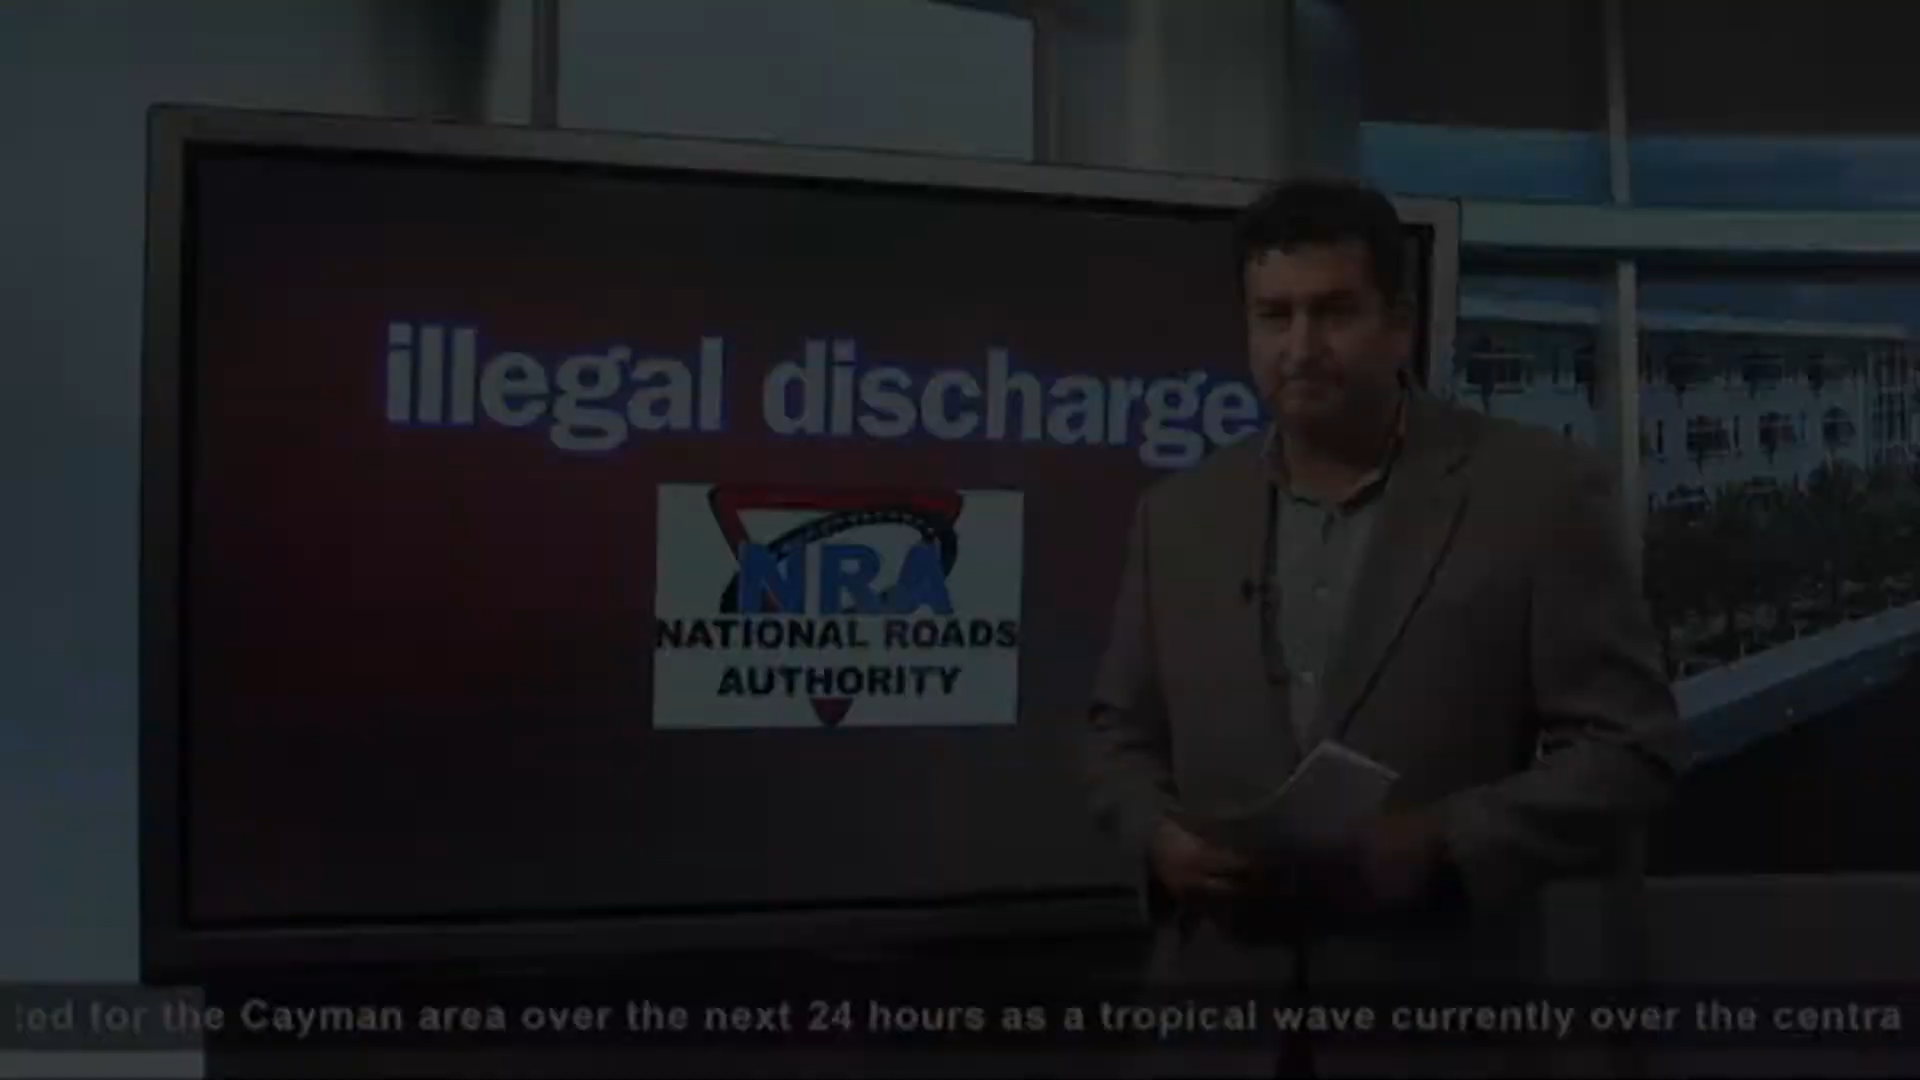 illegal discharge
NRA
NATIONAL ROADS
AUTHORITY
for the Cayman area over the next 24 hours as a tropical wave currently over the